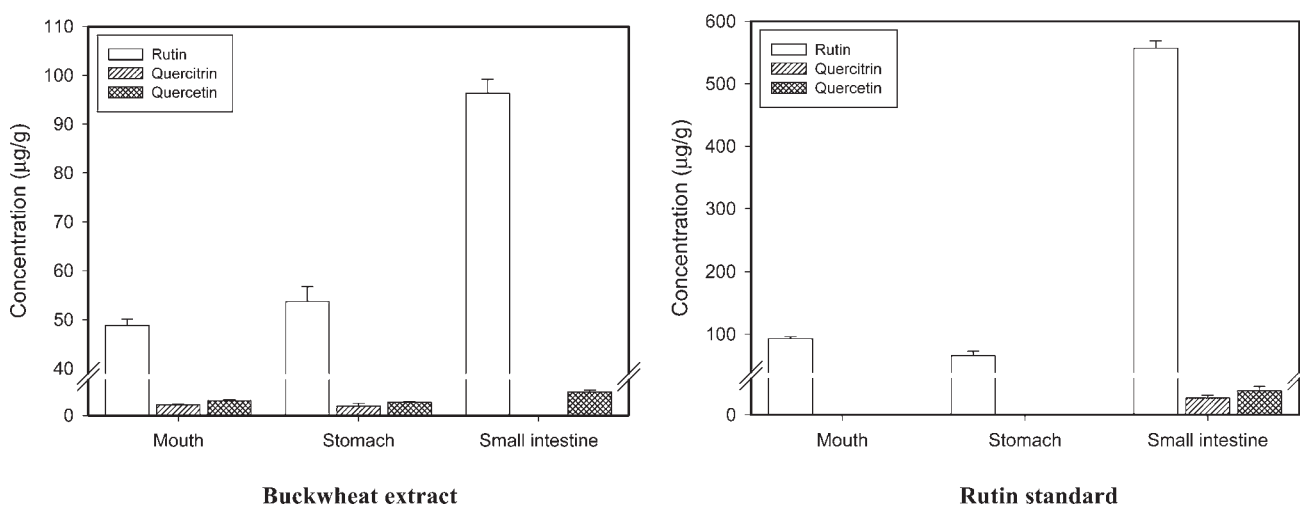 110
100
90
80
70
60
50
40
0
Concentration (µg/g)
Rutin
Quercitrin
Quercetin
Mouth Stomach Small intestine
Buckwheat extract
600
500
400
300
200
100
0
Concentration (µg/g)
Rutin
Quercitrin
Quercetin
Mouth Stomach Small intestine
Rutin standard